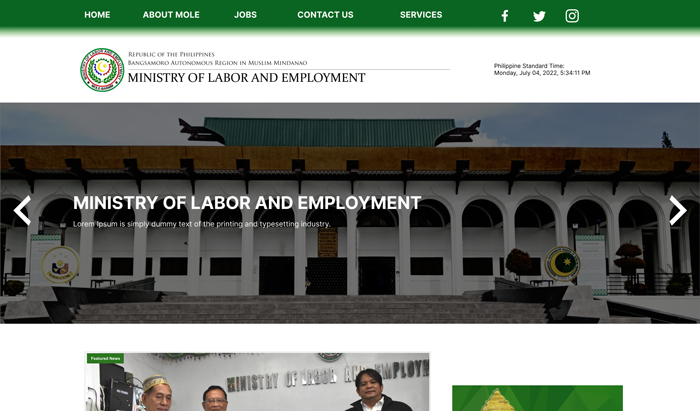 HOME ABOUT MOLE JOBS CONTACT US SERVICES
Republic of the Philippines
Bangsamoro Autonomous Region in Muslim Mindanao
MINISTRY OF LABOR AND EMPLOYMENT
Philippine Standard Time:
Monday, July 04, 2022, 5:34:11 PM
MINISTRY OF LABOR AND EMPLOYMENT
Lorem Ipsum is simply dummy text of the printing and typesetting industry.
Featured News
MINISTRY OF LABOR AND EMPLOYM